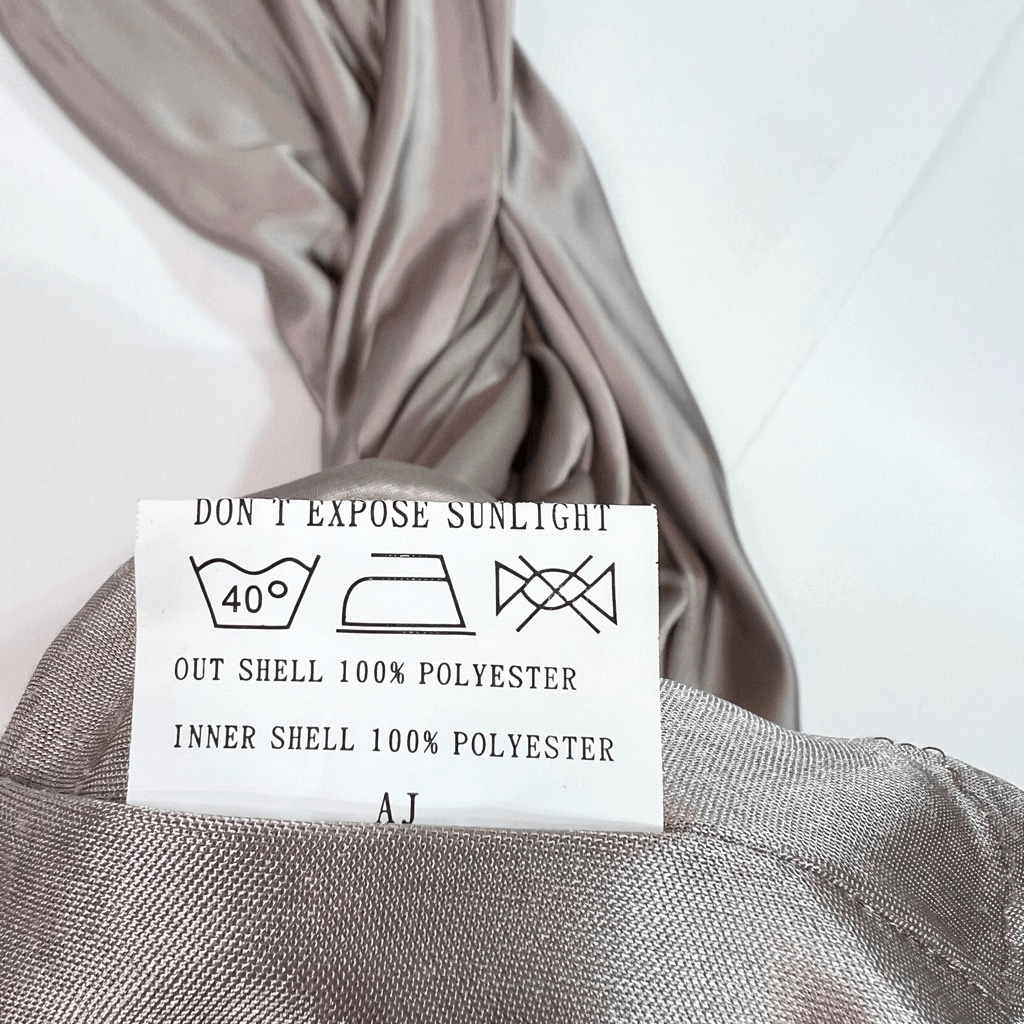 DON'T EXPOSE SUNLIGHT
40°
OUT SHELL 100% POLYESTER
INNER SHELL 100% POLYESTER
AJ